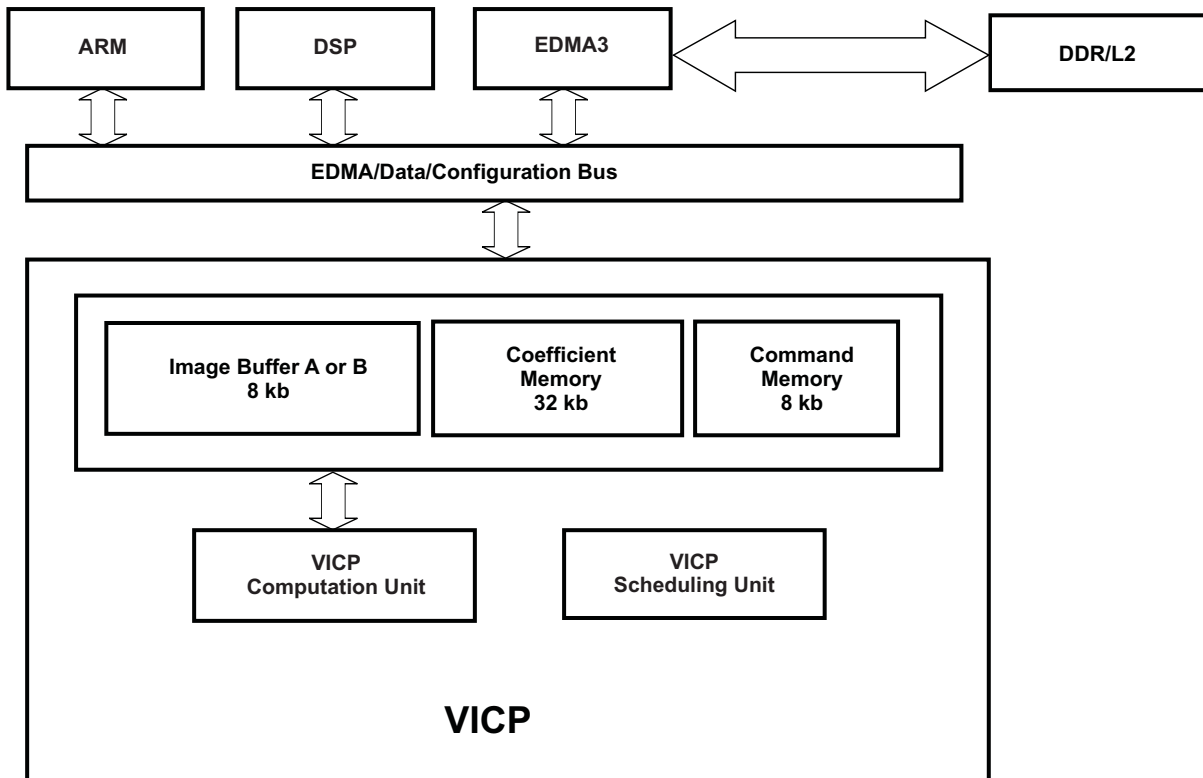 ARM
DSP
EDMA3
DDR/L2
EDMA/Data/Configuration Bus
Image Buffer A or B
8 kb
Coefficient
Memory
32 kb
Command
Memory
8 kb
VICP
Computation Unit
VICP
Scheduling Unit
VICP